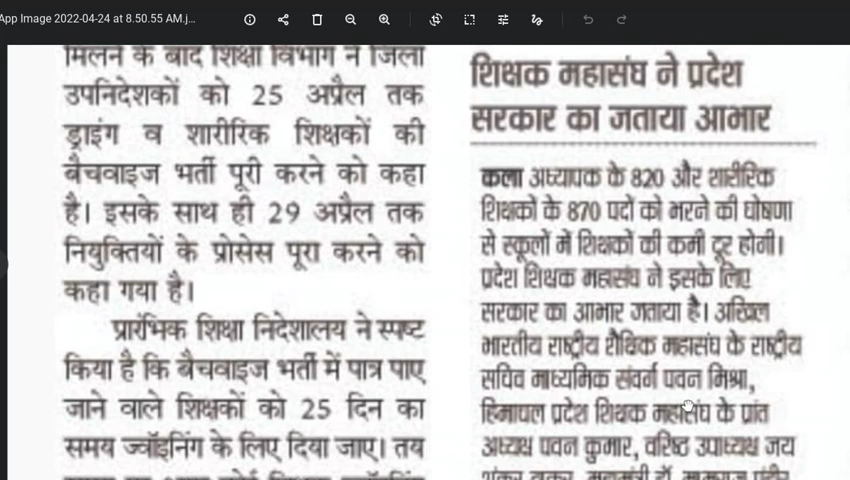 App Image 2022-04-24 at 8.50.55 AM.j...
मिलने के बाद शिक्षा विभाग ने जिला
उपनिदेशकों को 25 अप्रैल तक
ड्राइंग व शारीरिक शिक्षकों की
बैचवाइज भर्ती पूरी करने को कहा
है। इसके साथ ही 29 अप्रैल तक
नियुक्तियों के प्रोसेस पूरा करने को
कहा गया है।
प्रारंभिक शिक्षा निदेशालय ने स्पष्ट
किया है कि बैचवाइज भर्ती में पात्र पाए
जाने वाले शिक्षकों को 25 दिन का
समय ज्वॉइनिंग के लिए दिया जाए। तय
शिक्षक महासंघ ने प्रदेश
सरकार का जताया आभार
कला अध्यापक के 820 और शारीरिक
शिक्षकों के 870 पदों को भरने की घोषणा
से स्कूलों में शिक्षकों की कमी दूर होगी।
प्रदेश शिक्षक महासंघ ने इसके लिए
सरकार का आभार जताया है। अखिल
भारतीय राष्ट्रीय शैक्षिक महासंघ के राष्ट्रीय
सचिव माध्यमिक संवर्ग पवन मिश्रा,
हिमाचल प्रदेश शिक्षक महासंघ के प्रांत
अध्यक्ष पवन कुमार, वरिष्ठ उपाध्यक्ष जय